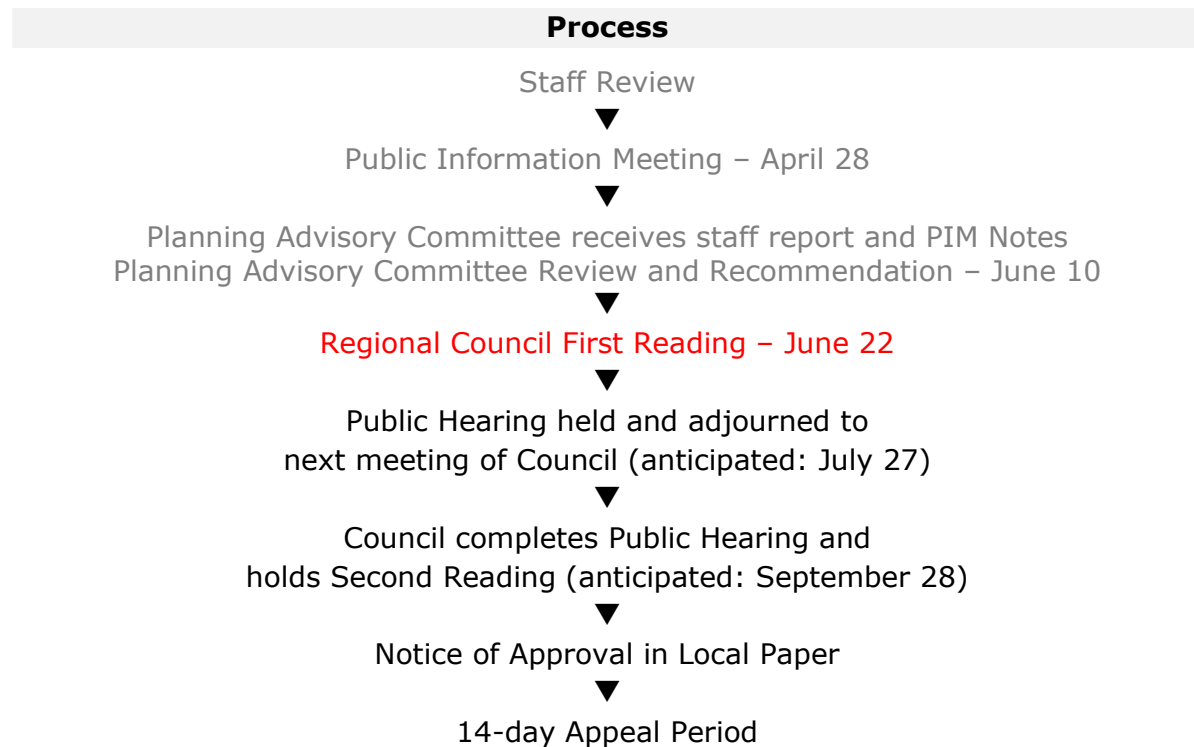 Process
Staff Review
Public Information Meeting – April 28
Planning Advisory Committee receives staff report and PIM Notes
Planning Advisory Committee Review and Recommendation – June 10
Regional Council First Reading – June 22
Public Hearing held and adjourned to
next meeting of Council (anticipated: July 27)
Council completes Public Hearing and
holds Second Reading (anticipated: September 28)
Notice of Approval in Local Paper
14-day Appeal Period